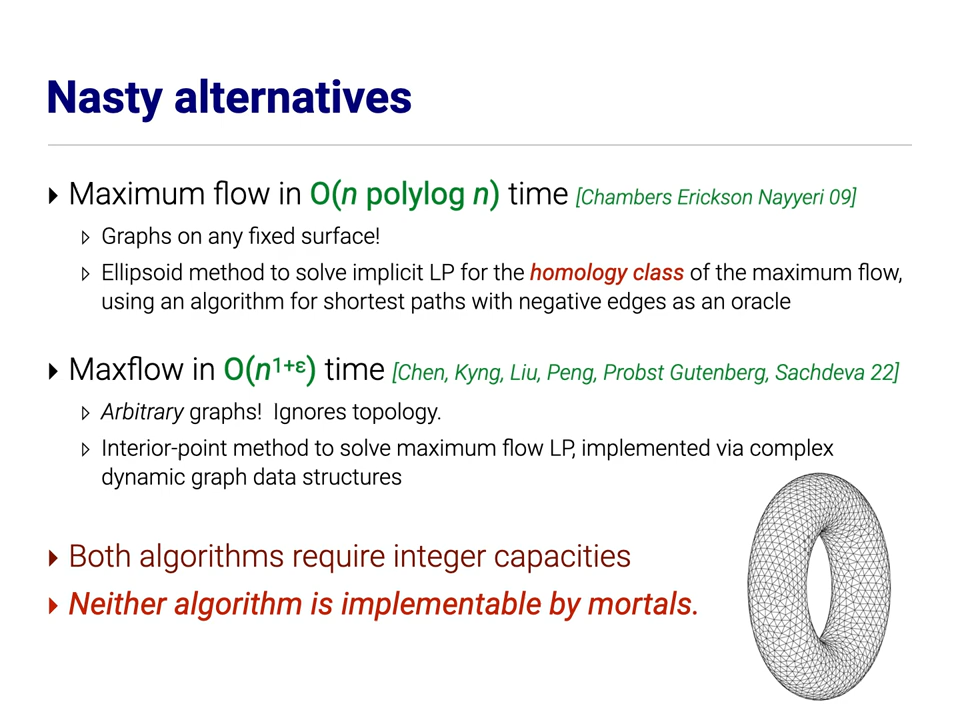 Nasty alternatives
▸ Maximum flow in O(n polylog n) time [Chambers Erickson Nayyeri 09]
▹ Graphs on any fixed surface!
▹ Ellipsoid method to solve implicit LP for the homology class of the maximum flow,
using an algorithm for shortest paths with negative edges as an oracle
▸ Maxflow in O(n¹⁺ᵋ) time [Chen, Kyng, Liu, Peng, Probst Gutenberg, Sachdeva 22]
▹ Arbitrary graphs! Ignores topology.
▹ Interior-point method to solve maximum flow LP, implemented via complex
dynamic graph data structures
▸ Both algorithms require integer capacities
▸ Neither algorithm is implementable by mortals.